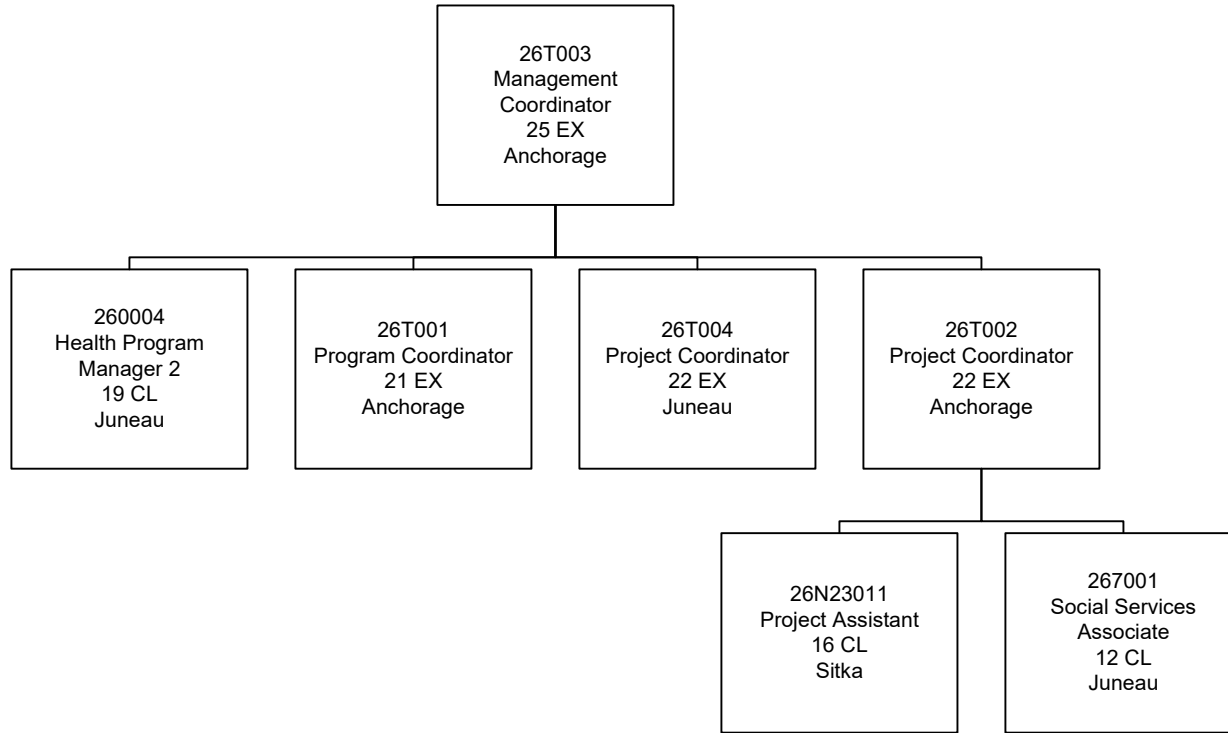 26T003
Management
Coordinator
25 EX
Anchorage
260004
Health Program
Manager 2
19 CL
Juneau
26T001
Program Coordinator
21 EX
Anchorage
26T004
Project Coordinator
22 EX
Juneau
26T002
Project Coordinator
22 EX
Anchorage
26N23011
Project Assistant
16 CL
Sitka
267001
Social Services
Associate
12 CL
Juneau